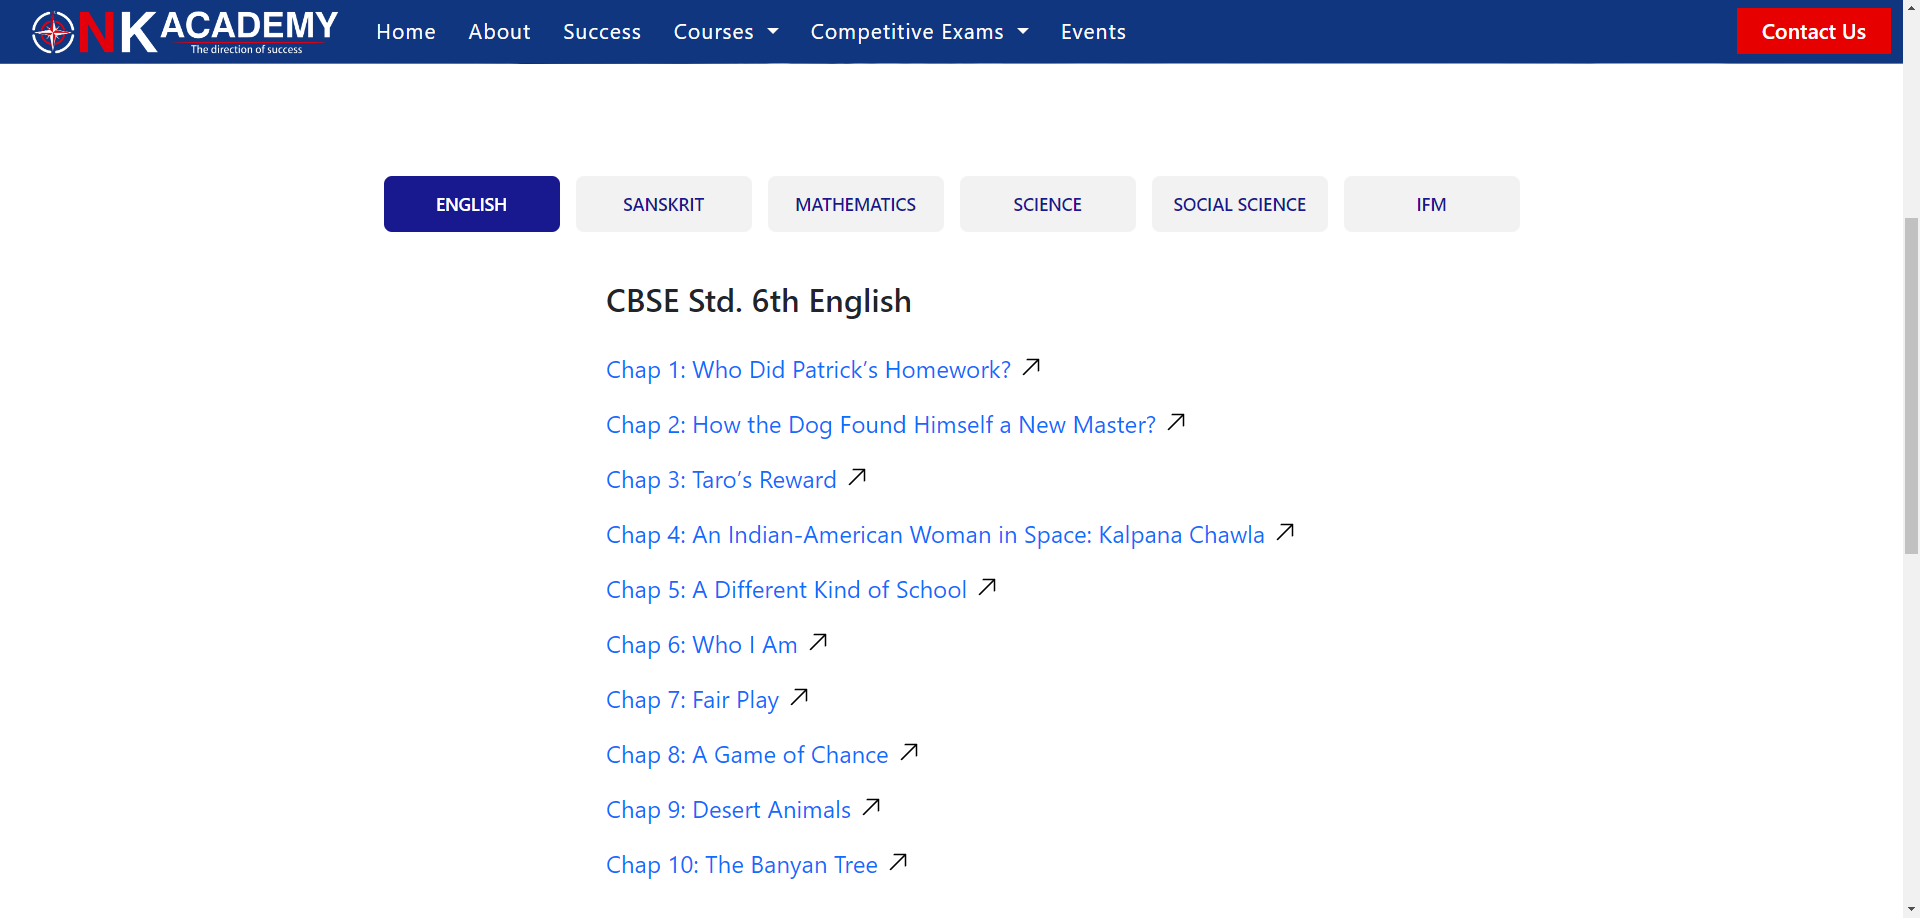 NK ACADEMY
The direction of success
Home About Success Courses Competitive Exams Events Contact Us
ENGLISH SANSKRIT MATHEMATICS SCIENCE SOCIAL SCIENCE IFM
CBSE Std. 6th English
Chap 1: Who Did Patrick’s Homework?
Chap 2: How the Dog Found Himself a New Master?
Chap 3: Taro’s Reward
Chap 4: An Indian-American Woman in Space: Kalpana Chawla
Chap 5: A Different Kind of School
Chap 6: Who I Am
Chap 7: Fair Play
Chap 8: A Game of Chance
Chap 9: Desert Animals
Chap 10: The Banyan Tree